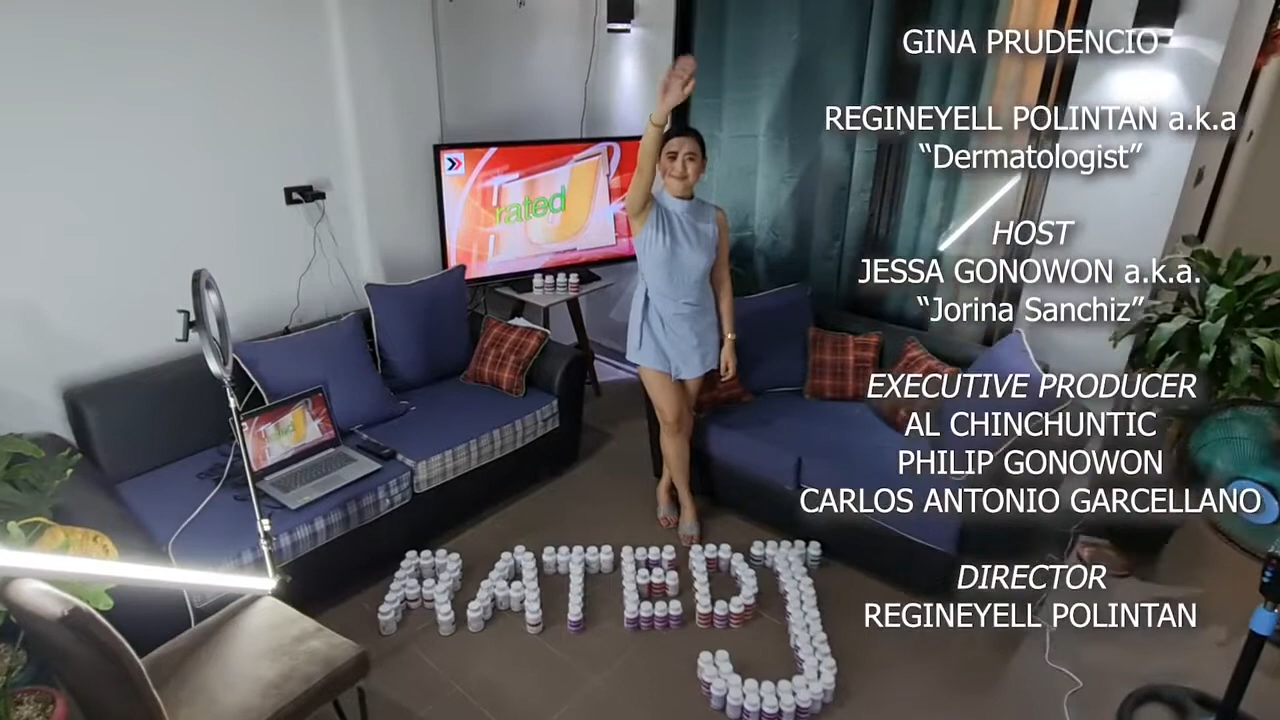 GINA PRUDENCIO
REGINEYELL POLINTAN a.k.a
“Dermatologist”
HOST
JESSA GONOWON a.k.a.
“Jorina Sanchiz”
EXECUTIVE PRODUCER
AL CHINCHUNTIC
PHILIP GONOWON
CARLOS ANTONIO GARCELLANO
DIRECTOR
REGINEYELL POLINTAN
rated
J
rated
RATED J